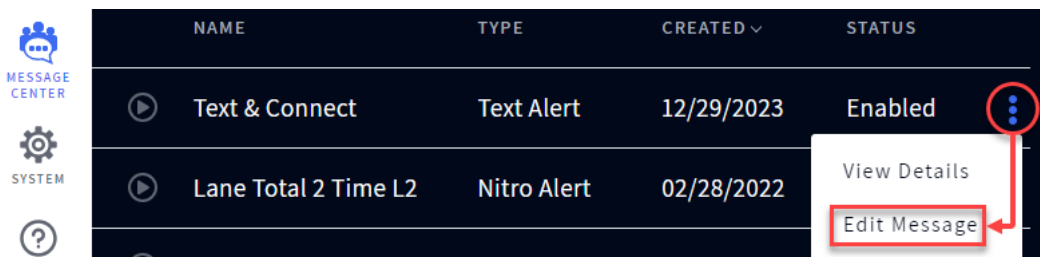 MESSAGE
CENTER
SYSTEM
NAME TYPE CREATED STATUS
Text & Connect Text Alert 12/29/2023 Enabled
Lane Total 2 Time L2 Nitro Alert 02/28/2022
View Details
Edit Message